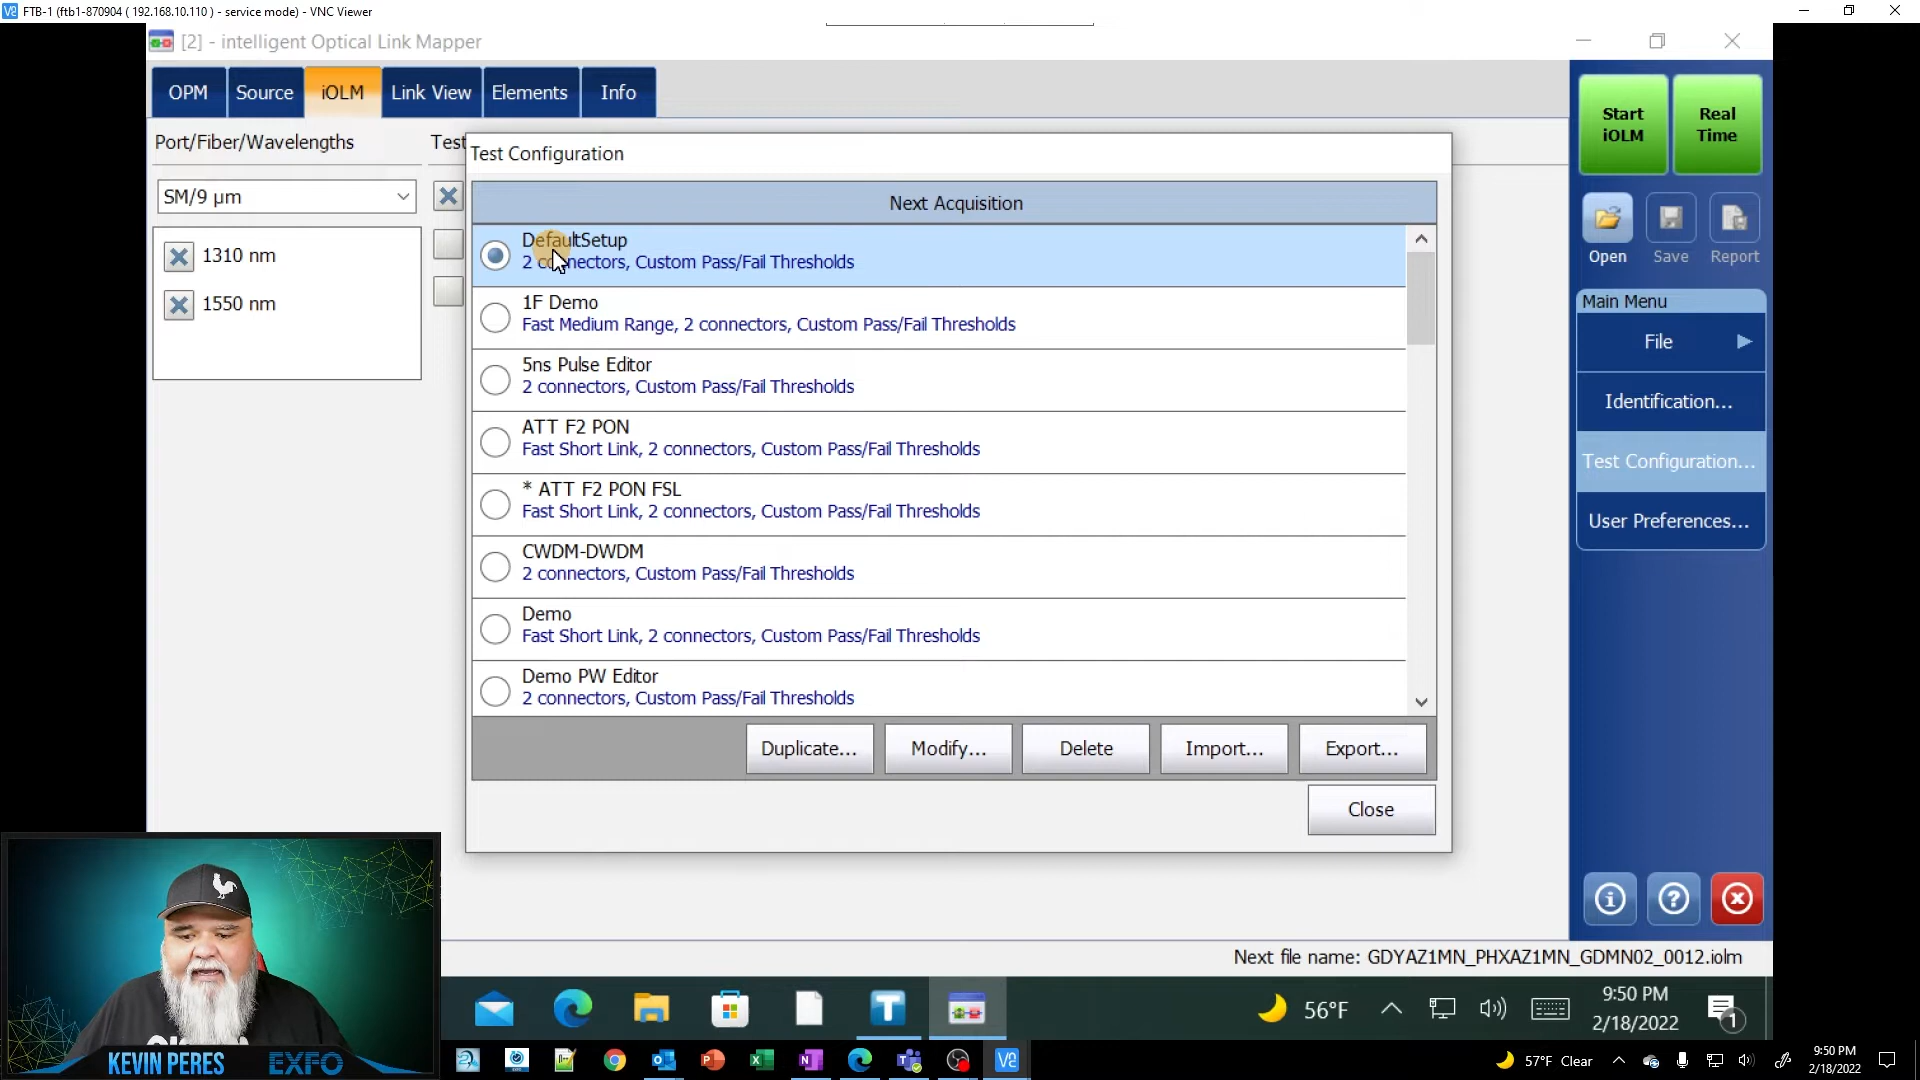 FTB-1 (ftb1-870904 ( 192.168.10.110 ) - service mode) - VNC Viewer
[2] - intelligent Optical Link Mapper
OPM
Source
iOLM
Link View
Elements
Info
Port/Fiber/Wavelengths
Test
SM/9 µm
1310 nm
1550 nm
Test Configuration
Next Acquisition
DefaultSetup
2 connectors, Custom Pass/Fail Thresholds
1F Demo
Fast Medium Range, 2 connectors, Custom Pass/Fail Thresholds
5ns Pulse Editor
2 connectors, Custom Pass/Fail Thresholds
ATT F2 PON
Fast Short Link, 2 connectors, Custom Pass/Fail Thresholds
* ATT F2 PON FSL
Fast Short Link, 2 connectors, Custom Pass/Fail Thresholds
CWDM-DWDM
2 connectors, Custom Pass/Fail Thresholds
Demo
Fast Short Link, 2 connectors, Custom Pass/Fail Thresholds
Demo PW Editor
2 connectors, Custom Pass/Fail Thresholds
Duplicate...
Modify...
Delete
Import...
Export...
Close
Start
iOLM
Real
Time
Open
Save
Report
Main Menu
File
Identification...
Test Configuration...
User Preferences...
Next file name: GDYAZ1MN_PHXAZ1MN_GDMN02_0012.iolm
56°F
9:50 PM
2/18/2022
1
KEVIN PERES
EXFO
57°F Clear
9:50 PM
2/18/2022